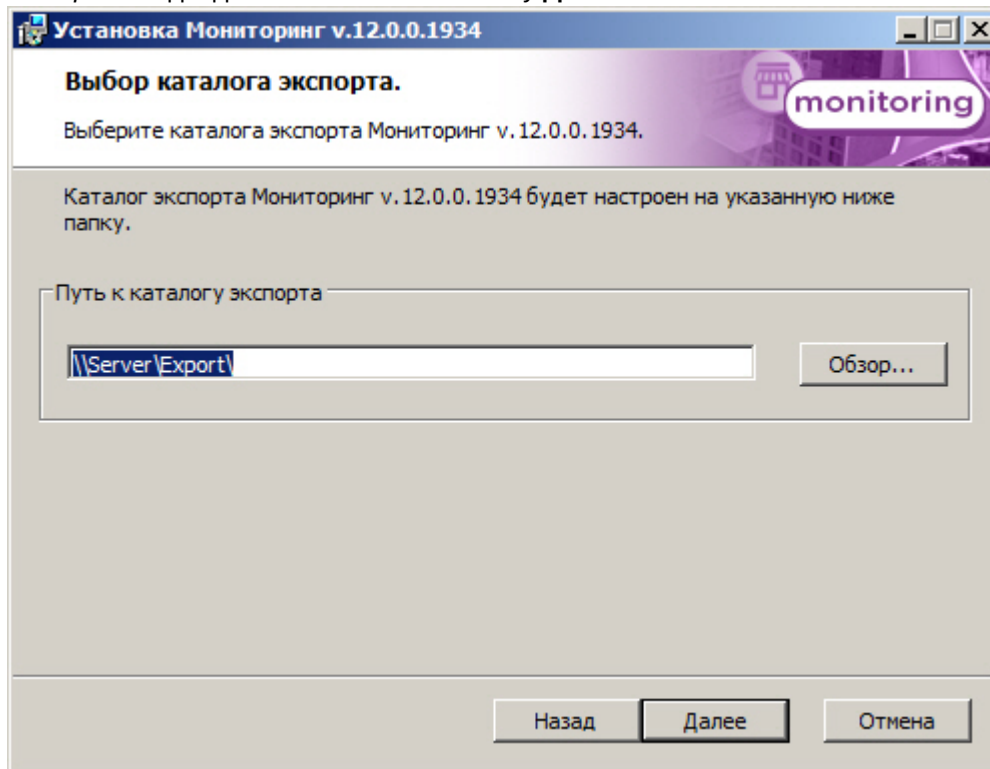 Установка Мониторинг v.12.0.0.1934
Выбор каталога экспорта.
monitoring
Выберите каталога экспорта Мониторинг v.12.0.0.1934.
Каталог экспорта Мониторинг v.12.0.0.1934 будет настроен на указанную ниже
папку.
Путь к каталогу экспорта
\\Server\Export\
Обзор...
Назад
Далее
Отмена